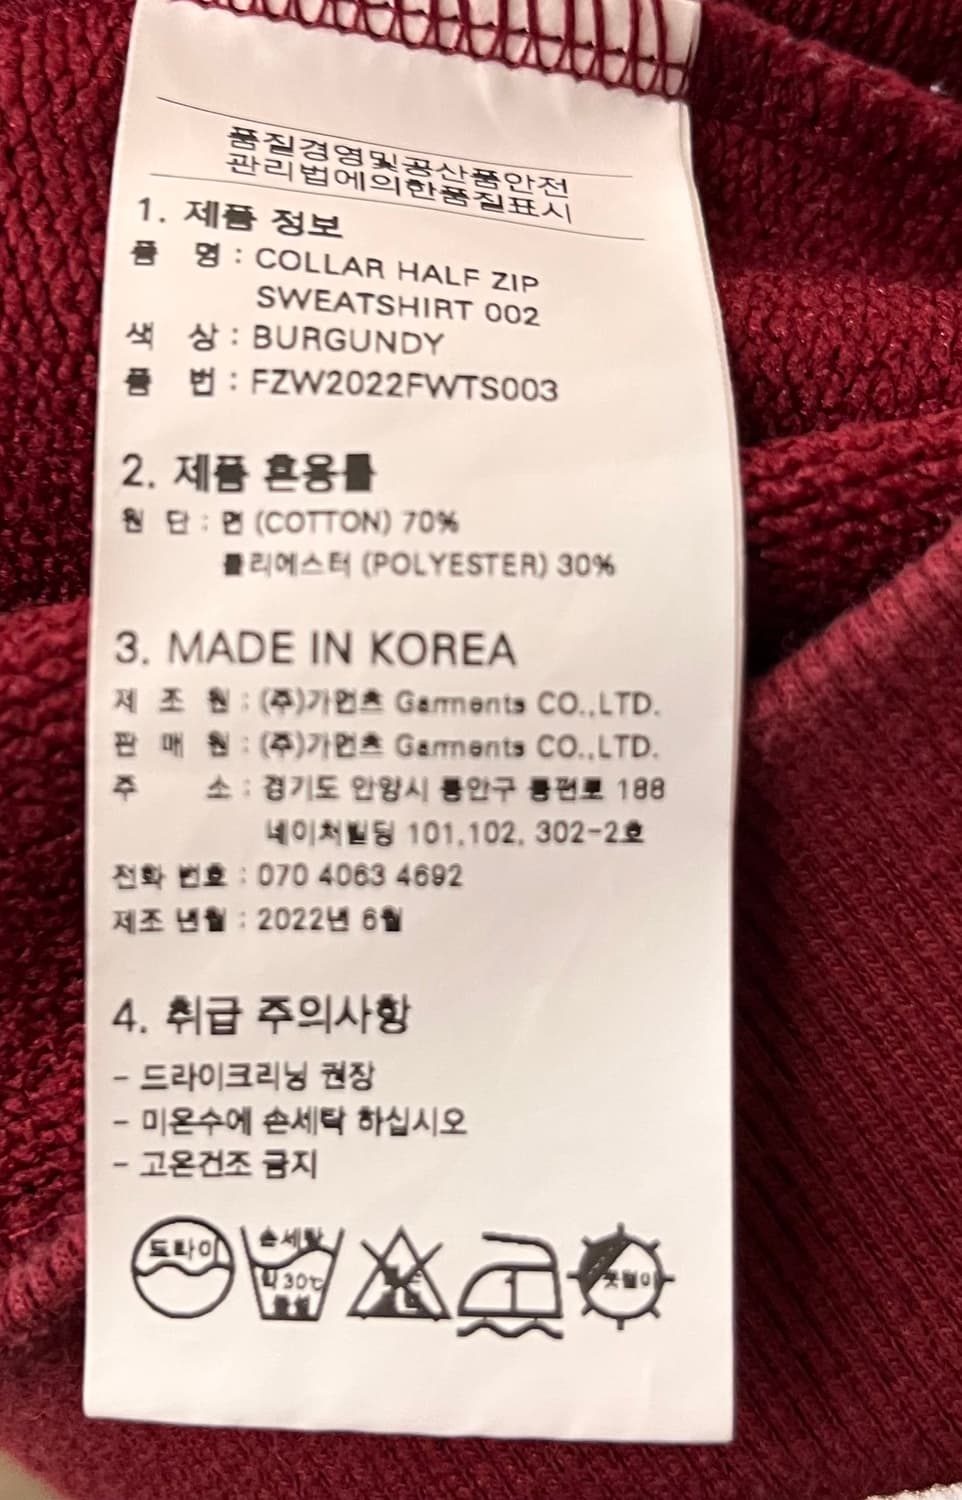 품질경영및공산품안전
관리법에의한품질표시
1. 제품 정보
품 명 : COLLAR HALF ZIP
SWEATSHIRT 002
색 상 : BURGUNDY
품 번 : FZW2022FWTS003
2. 제품 혼용률
원 단 : 면 (COTTON) 70%
폴리에스터 (POLYESTER) 30%
3. MADE IN KOREA
제 조 원 : (주)가먼츠 Garments CO.,LTD.
판 매 원 : (주)가먼츠 Garments CO.,LTD.
주 소 : 경기도 안양시 동안구 흥안대로 188
네이처빌딩 101,102, 302-2호
전화 번호 : 070 4063 4692
제조 년월 : 2022년 6월
4. 취급 주의사항
- 드라이크리닝 권장
- 미온수에 손세탁 하십시오
- 고온건조 금지
드라이
손세탁
약 30℃
중성
1
옷걸이